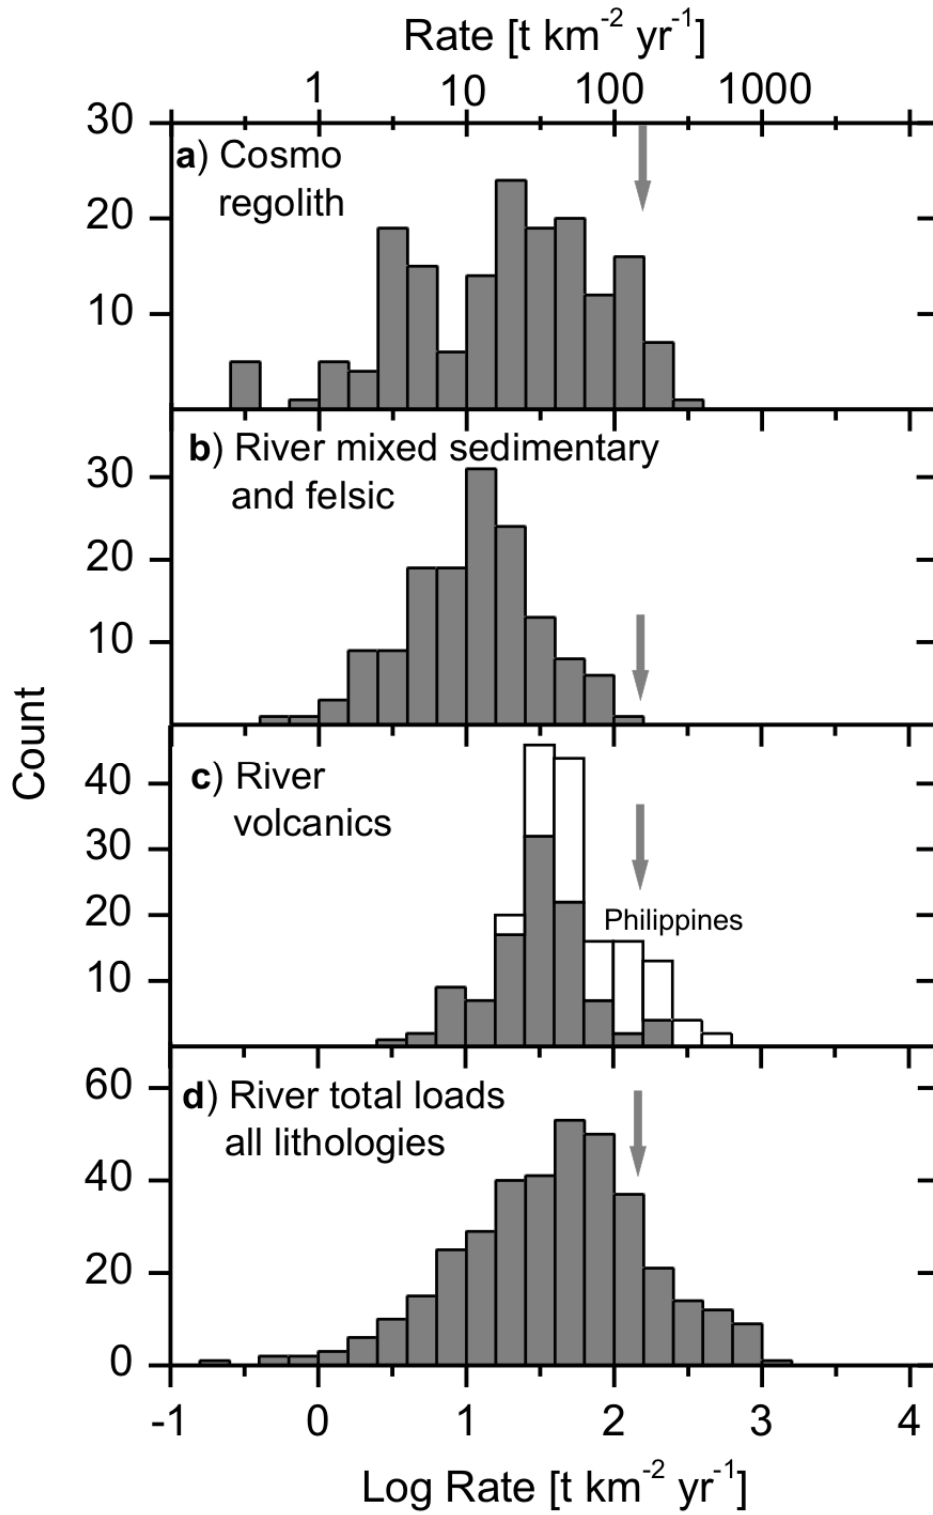 Rate [t km-2 yr-1]
1 10 100 1000
30
20
10
a) Cosmo
regolith
30
20
10
b) River mixed sedimentary
and felsic
Count
40
30
20
10
c) River
volcanics
Philippines
60
40
20
0
d) River total loads
all lithologies
-1 0 1 2 3 4
Log Rate [t km-2 yr-1]